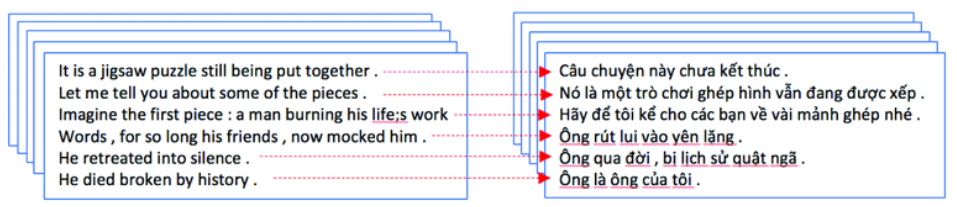 It is a jigsaw puzzle still being put together .
Let me tell you about some of the pieces .
Imagine the first piece : a man burning his life;s work
Words , for so long his friends , now mocked him .
He retreated into silence .
He died broken by history .
Câu chuyện này chưa kết thúc .
Nó là một trò chơi ghép hình vẫn đang được xếp .
Hãy để tôi kể cho các bạn về vài mảnh ghép nhé .
Ông rút lui vào yên lặng .
Ông qua đời , bị lịch sử quật ngã .
Ông là ông của tôi .